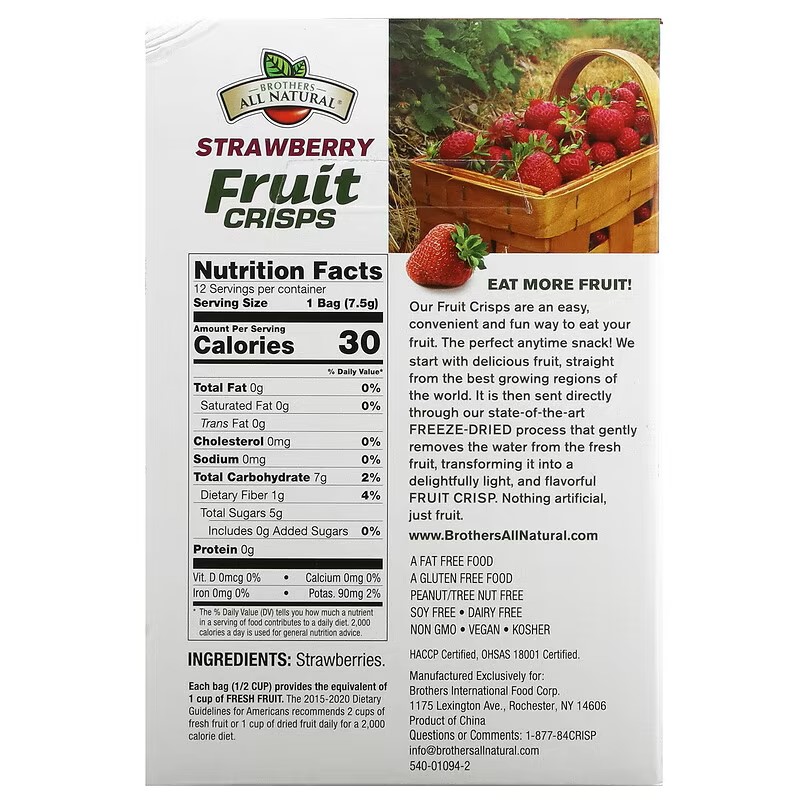 BROTHERS
ALL NATURAL®
STRAWBERRY
Fruit
CRISPS
Nutrition Facts
12 Servings per container
Serving Size 1 Bag (7.5g)
Amount Per Serving
Calories 30
% Daily Value*
Total Fat 0g 0%
Saturated Fat 0g 0%
Trans Fat 0g
Cholesterol 0mg 0%
Sodium 0mg 0%
Total Carbohydrate 7g 2%
Dietary Fiber 1g 4%
Total Sugars 5g
Includes 0g Added Sugars 0%
Protein 0g
Vit. D 0mcg 0% • Calcium 0mg 0%
Iron 0mg 0% • Potas. 90mg 2%
* The % Daily Value (DV) tells you how much a nutrient
in a serving of food contributes to a daily diet. 2,000
calories a day is used for general nutrition advice.
INGREDIENTS: Strawberries.
Each bag (1/2 CUP) provides the equivalent of
1 cup of FRESH FRUIT. The 2015-2020 Dietary
Guidelines for Americans recommends 2 cups of
fresh fruit or 1 cup of dried fruit daily for a 2,000
calorie diet.
EAT MORE FRUIT!
Our Fruit Crisps are an easy,
convenient and fun way to eat your
fruit. The perfect anytime snack! We
start with delicious fruit, straight
from the best growing regions of
the world. It is then sent directly
through our state-of-the-art
FREEZE-DRIED process that gently
removes the water from the fresh
fruit, transforming it into a
delightfully light, and flavorful
FRUIT CRISP. Nothing artificial,
just fruit.
www.BrothersAllNatural.com
A FAT FREE FOOD
A GLUTEN FREE FOOD
PEANUT/TREE NUT FREE
SOY FREE • DAIRY FREE
NON GMO • VEGAN • KOSHER
HACCP Certified, OHSAS 18001 Certified.
Manufactured Exclusively for:
Brothers International Food Corp.
1175 Lexington Ave., Rochester, NY 14606
Product of China
Questions or Comments: 1-877-84CRISP
info@brothersallnatural.com
540-01094-2